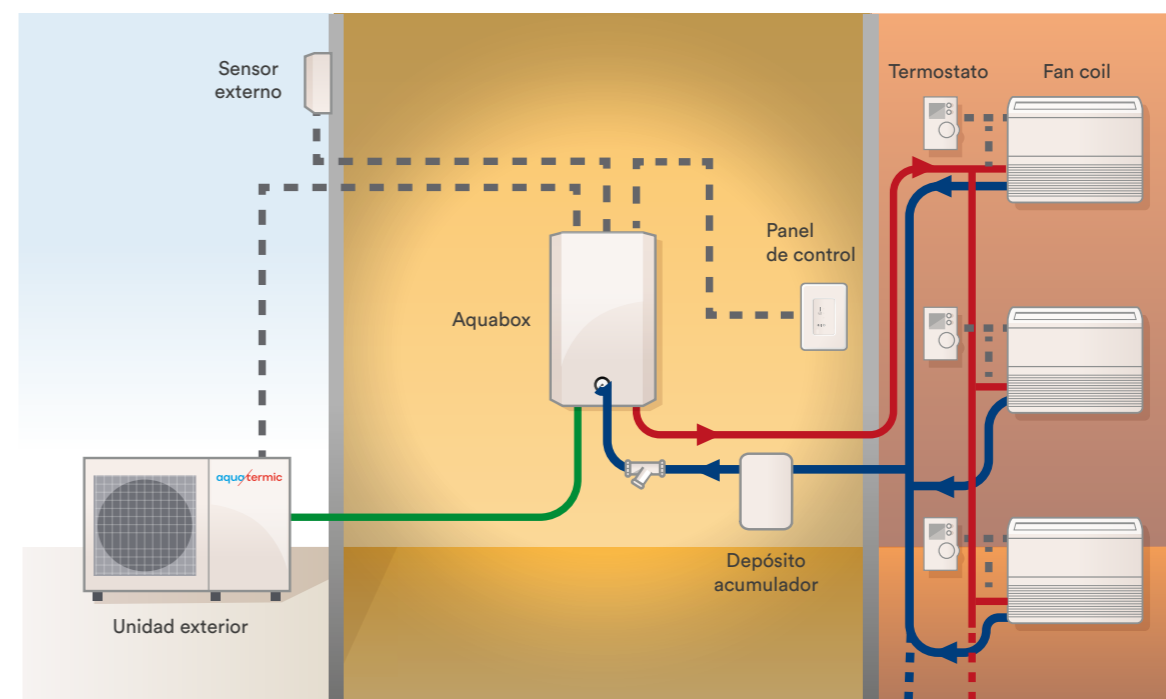 Sensor
externo
Termostato
Fan coil
Panel
de control
Aquabox
aquatermic
Depósito
acumulador
Unidad exterior